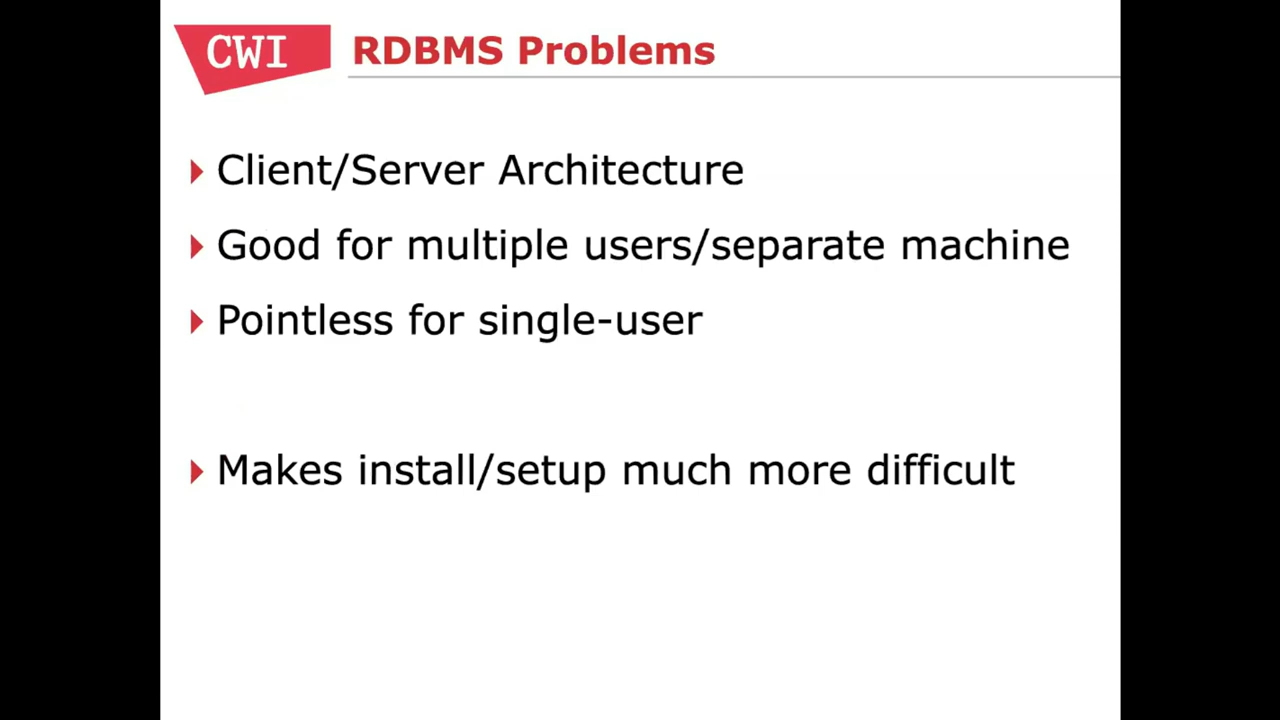 CWI
RDBMS Problems
Client/Server Architecture
Good for multiple users/separate machine
Pointless for single-user
Makes install/setup much more difficult